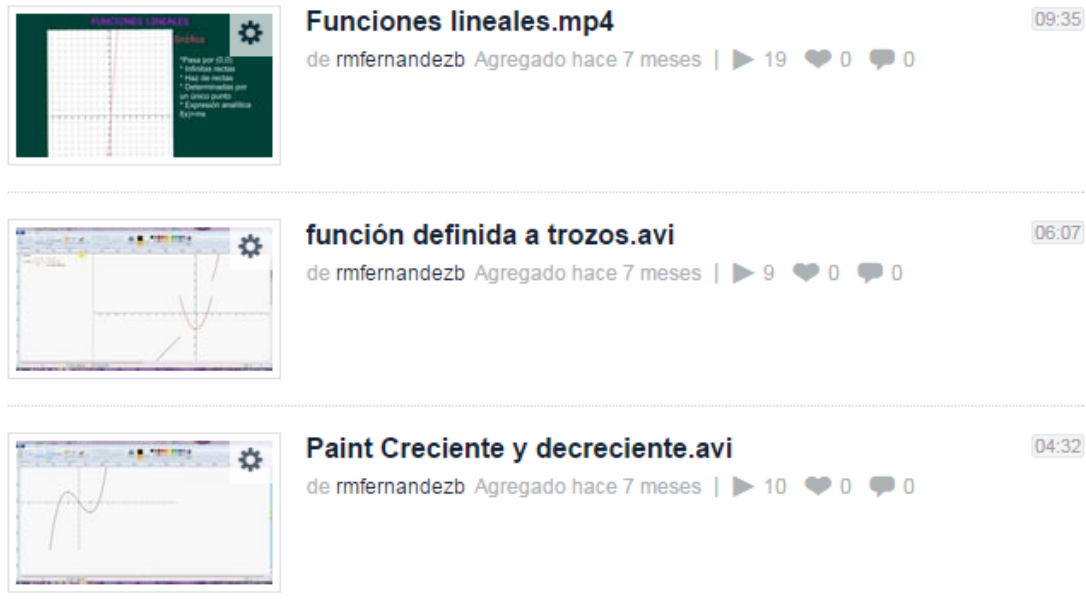 FUNCIONES LINEALES
Gráfica
*Pasa por (0,0)
* Infinitas rectas
* Haz de rectas
* Determinadas por
un único punto
* Expresión analítica
f(x)=mx
Funciones lineales.mp4
09:35
de rmfernandezb Agregado hace 7 meses | 19 0 0
función definida a trozos.avi
06:07
de rmfernandezb Agregado hace 7 meses | 9 0 0
Paint Creciente y decreciente.avi
04:32
de rmfernandezb Agregado hace 7 meses | 10 0 0